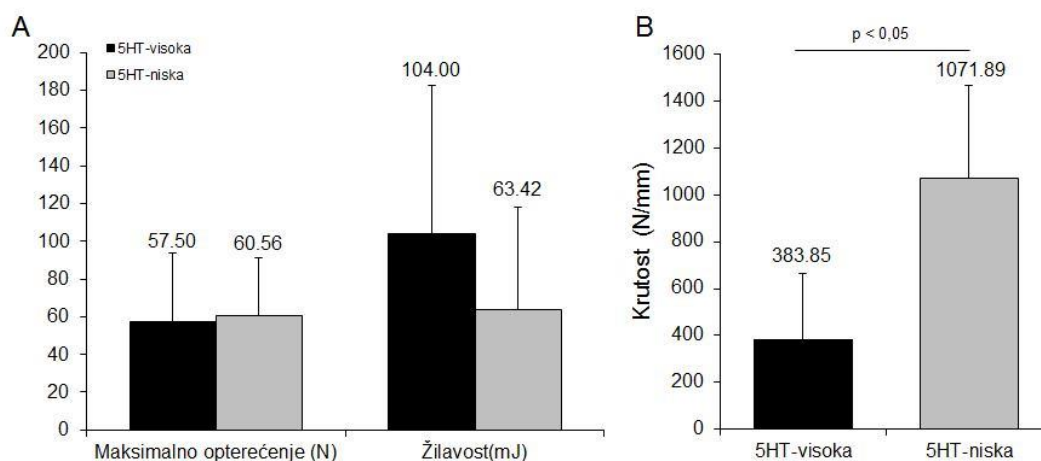 A
200
180
160
140
120
100
80
60
40
20
0
5HT-visoka
5HT-niska
57.50
60.56
104.00
63.42
Maksimalno opterećenje (N)
Žilavost(mJ)
B
p < 0,05
Krutost (N/mm)
1600
1400
1200
1000
800
600
400
200
0
383.85
1071.89
5HT-visoka
5HT-niska